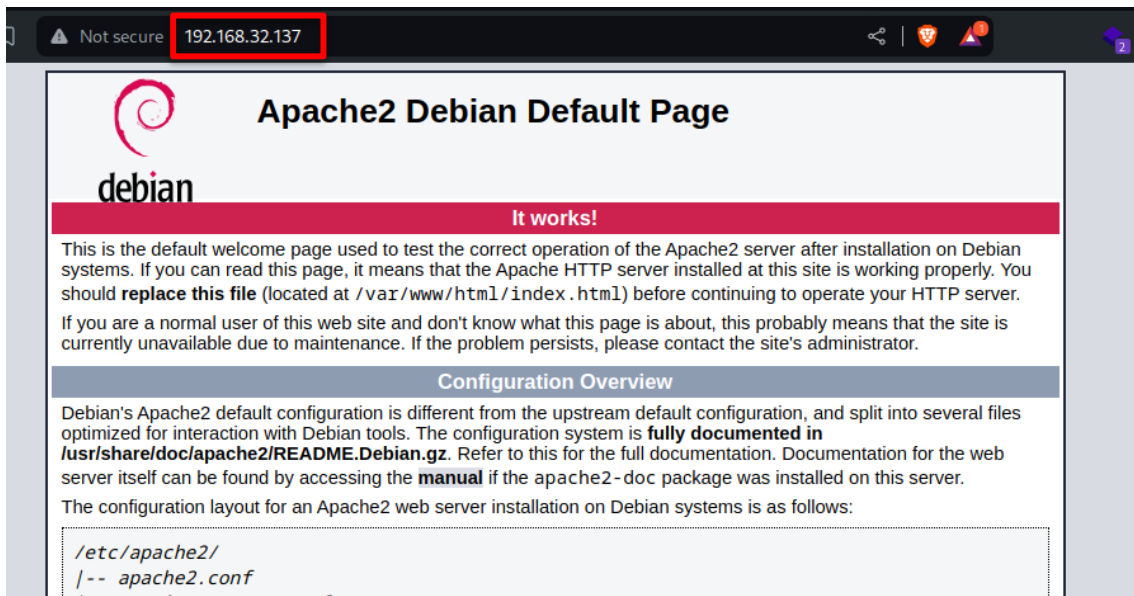 Not secure 192.168.32.137
1
2
debian
Apache2 Debian Default Page
It works!
This is the default welcome page used to test the correct operation of the Apache2 server after installation on Debian
systems. If you can read this page, it means that the Apache HTTP server installed at this site is working properly. You
should replace this file (located at /var/www/html/index.html) before continuing to operate your HTTP server.
If you are a normal user of this web site and don't know what this page is about, this probably means that the site is
currently unavailable due to maintenance. If the problem persists, please contact the site's administrator.
Configuration Overview
Debian's Apache2 default configuration is different from the upstream default configuration, and split into several files
optimized for interaction with Debian tools. The configuration system is fully documented in
/usr/share/doc/apache2/README.Debian.gz. Refer to this for the full documentation. Documentation for the web
server itself can be found by accessing the manual if the apache2-doc package was installed on this server.
The configuration layout for an Apache2 web server installation on Debian systems is as follows:
/etc/apache2/
|-- apache2.conf